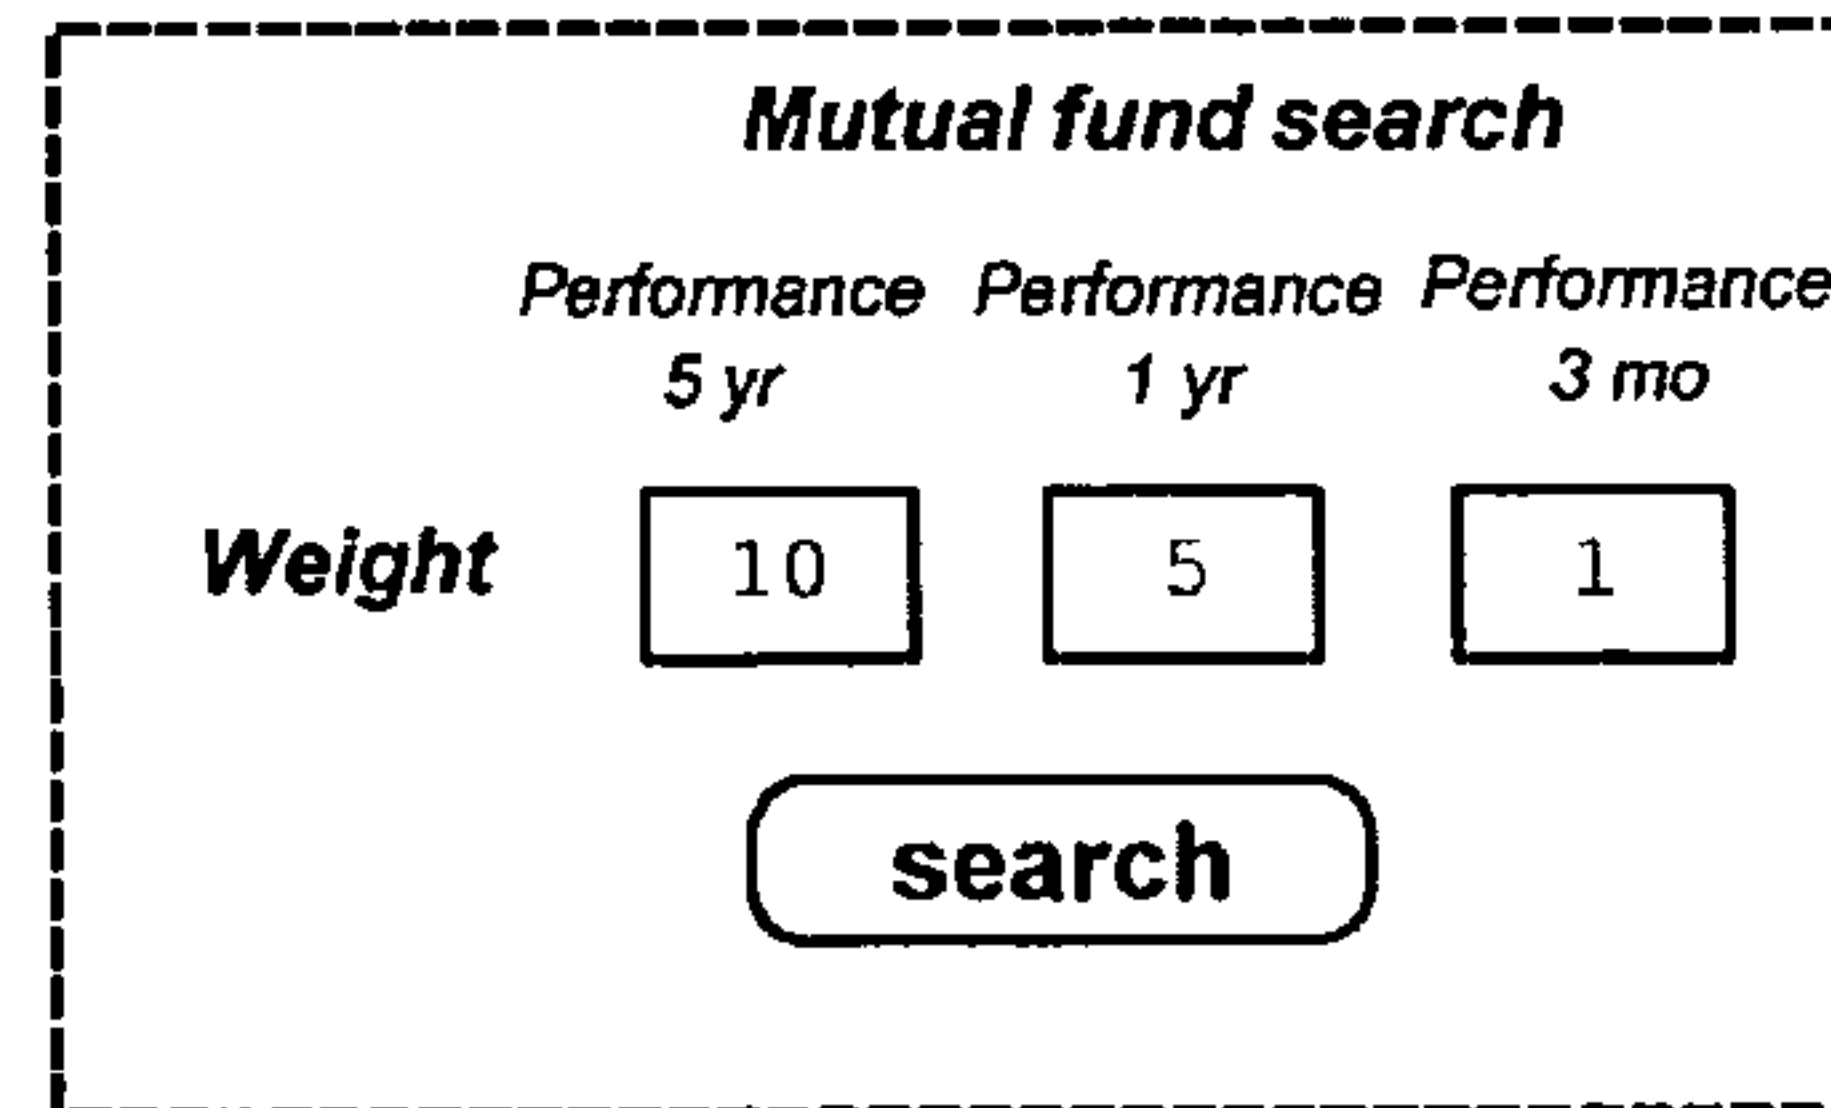 Mutual fund search
Performance Performance Performance
5 yr 1 yr 3 mo
Weight 10 5 1
search